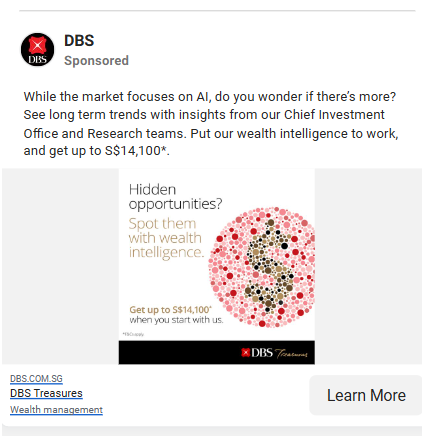 DBS
DBS
Sponsored
While the market focuses on AI, do you wonder if there's more?
See long term trends with insights from our Chief Investment
Office and Research teams. Put our wealth intelligence to work,
and get up to S$14,100*.
Hidden
opportunities?
Spot them
with wealth
intelligence.
Get up to S$14,100*
when you start with us.
*T&Cs apply
DBS Treasures
DBS.COM.SG
DBS Treasures
Wealth management
Learn More